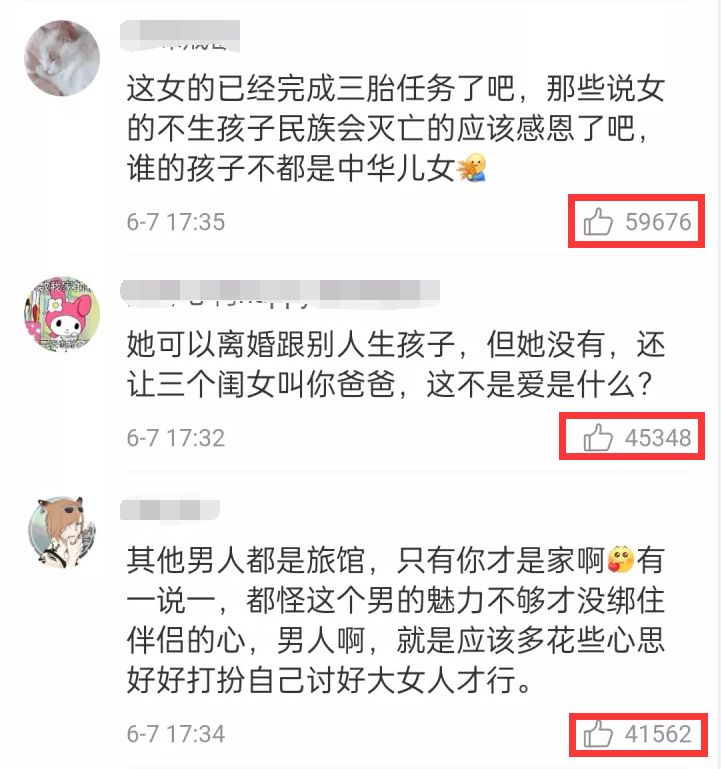 这女的已经完成三胎任务了吧，那些说女
的不生孩子民族会灭亡的应该感恩了吧，
谁的孩子不都是中华儿女
6-7 17:35
59676
她可以离婚跟别人生孩子，但她没有，还
让三个闺女叫你爸爸，这不是爱是什么？
6-7 17:32
45348
其他男人都是旅馆，只有你才是家啊有
一说一，都怪这个男的魅力不够才没绑住
伴侣的心，男人啊，就是应该多花些心思
好好打扮自己讨好大女人才行。
6-7 17:34
41562